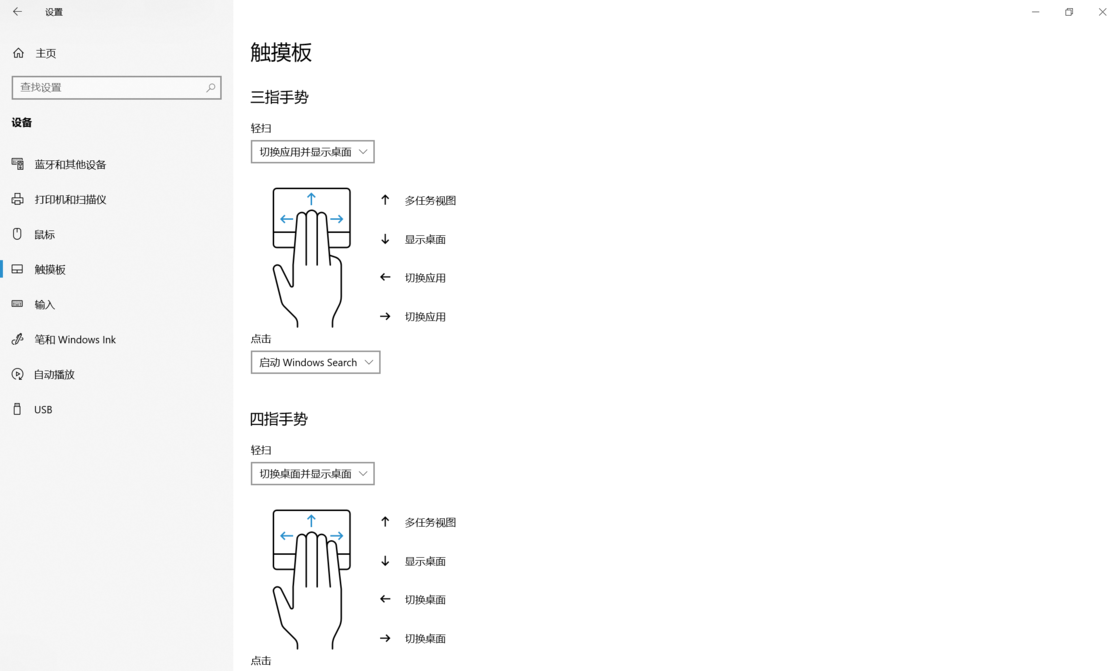 设置
主页
查找设置
设备
蓝牙和其他设备
打印机和扫描仪
鼠标
触摸板
输入
笔和 Windows Ink
自动播放
USB
触摸板
三指手势
轻扫
切换应用并显示桌面
↑ 多任务视图
↓ 显示桌面
← 切换应用
→ 切换应用
点击
启动 Windows Search
四指手势
轻扫
切换桌面并显示桌面
↑ 多任务视图
↓ 显示桌面
← 切换桌面
→ 切换桌面
点击